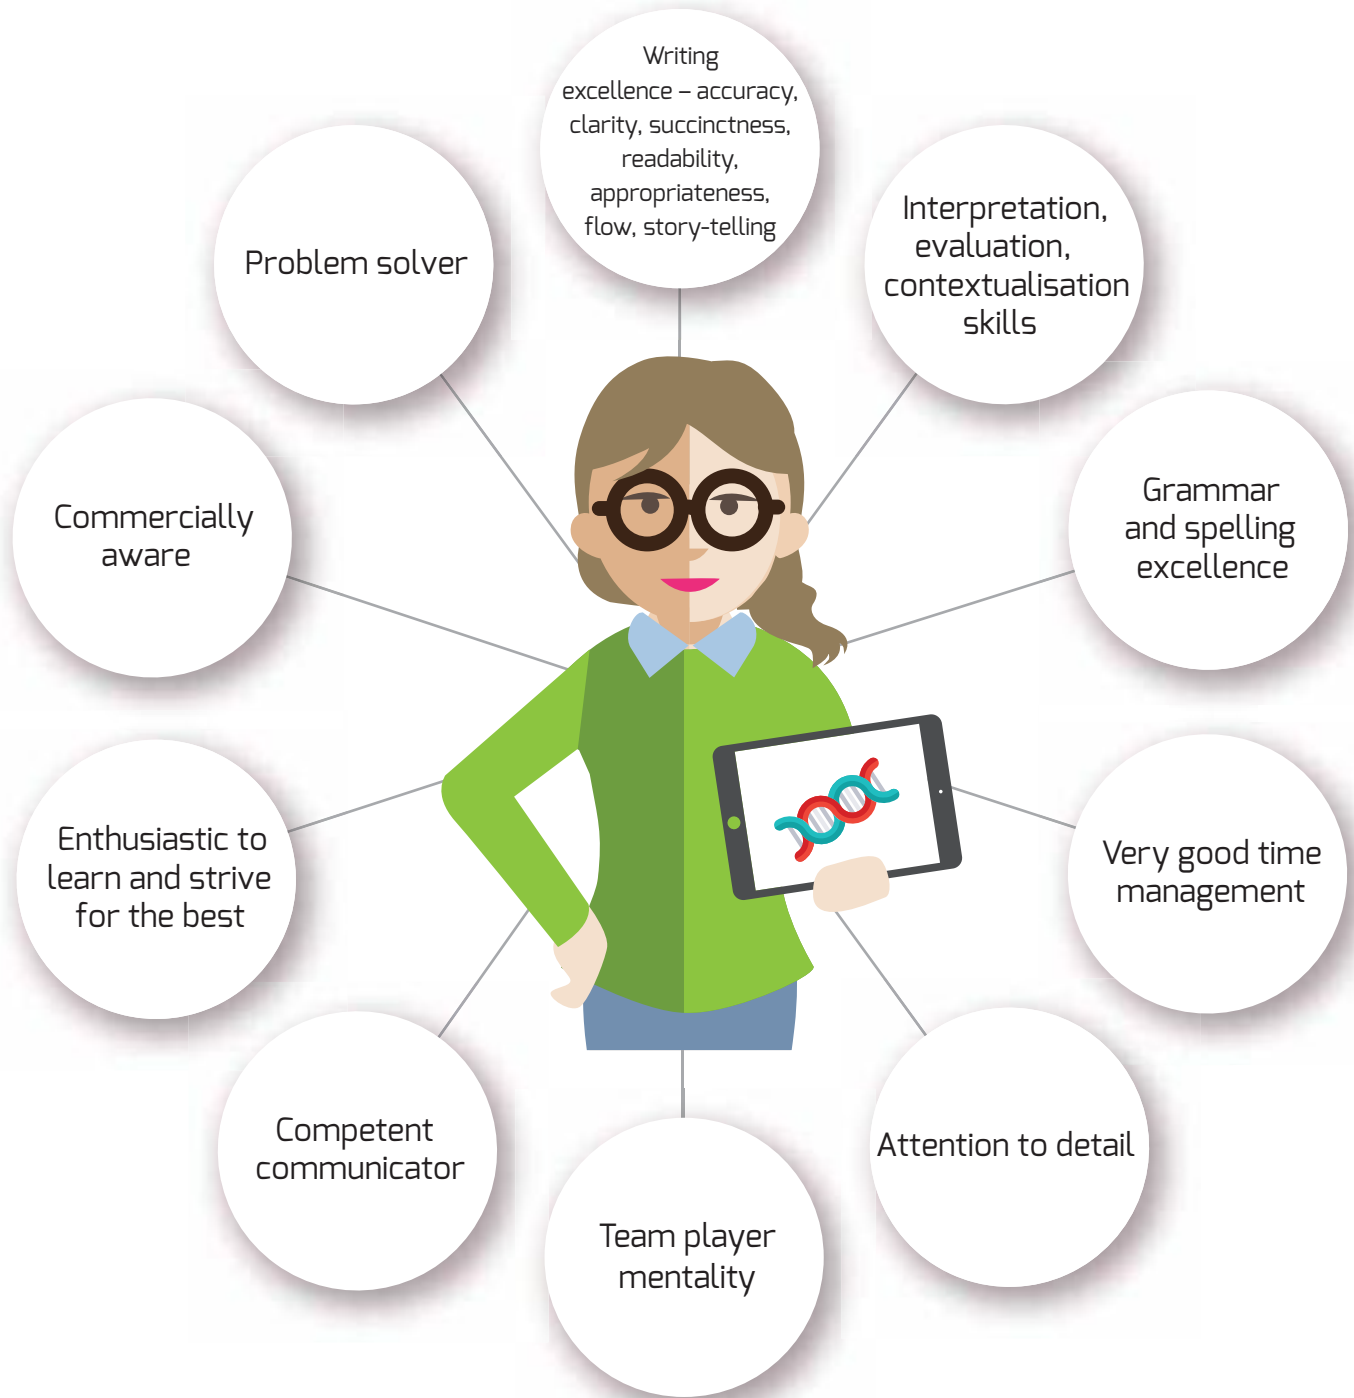 Writing
excellence – accuracy,
clarity, succinctness,
readability,
appropriateness,
flow, story-telling
Interpretation,
evaluation,
contextualisation
skills
Grammar
and spelling
excellence
Very good time
management
Attention to detail
Team player
mentality
Competent
communicator
Enthusiastic to
learn and strive
for the best
Commercially
aware
Problem solver